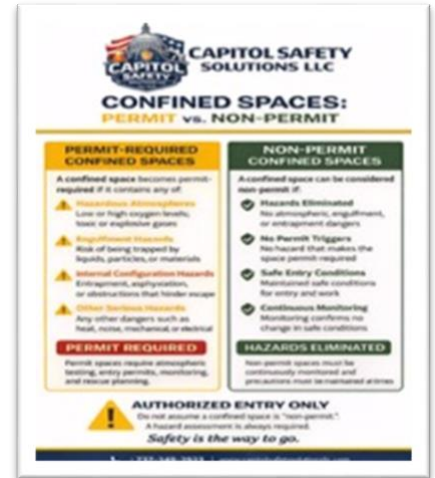 CAPITOL SAFETY
SOLUTIONS LLC
CAPITOL
SAFETY
CONFINED SPACES:
PERMIT vs. NON-PERMIT
PERMIT-REQUIRED
CONFINED SPACES
A confined space becomes permit-
required if it contains any of:
Hazardous Atmospheres
Low or high oxygen levels;
toxic or explosive gases
Engulfment Hazards
Risk of being trapped by
liquids, particles, or materials
Internal Configuration Hazards
Entrapment, asphyxiation,
or obstructions that hinder escape
Other Serious Hazards
Any other dangers such as
heat, noise, mechanical or electrical
PERMIT REQUIRED
Permit spaces require atmospheric
testing, entry permits, monitoring,
and rescue planning.
NON-PERMIT
CONFINED SPACES
A confined space can be considered
non-permit if:
Hazards Eliminated
No atmospheric, engulfment,
or entrapment dangers
No Permit Triggers
No hazard that makes the
space permit required
Safe Entry Conditions
Maintained safe conditions
for entry and work
Continuous Monitoring
Monitoring confirms no
change in safe conditions
HAZARDS ELIMINATED
Non-permit spaces must be
continuously monitored and
precautions must be maintained
AUTHORIZED ENTRY ONLY
Do not assume a confined space is "non-permit".
A hazard assessment is always required.
Safety is the way to go.